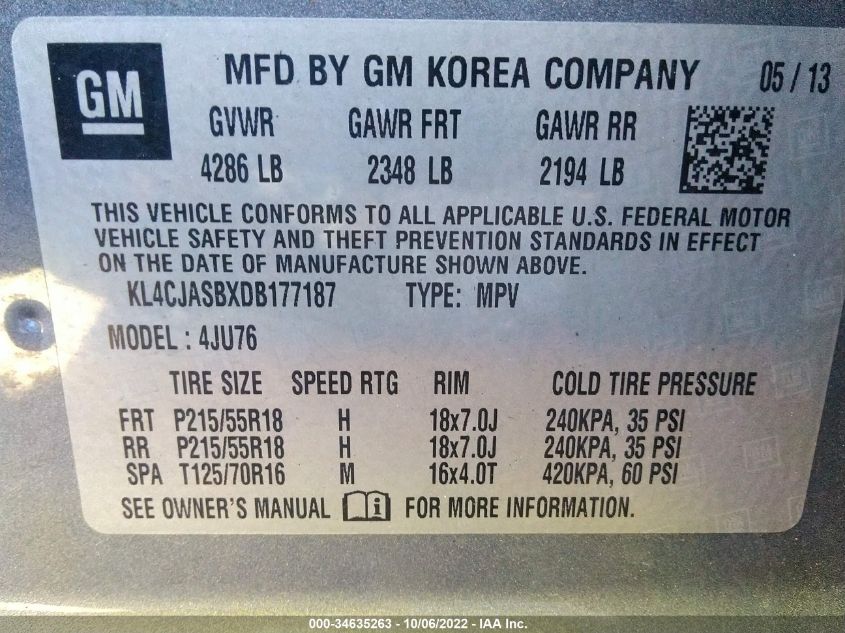 GM
MFD BY GM KOREA COMPANY 05/13
GVWR GAWR FRT GAWR RR
4286 LB 2348 LB 2194 LB
THIS VEHICLE CONFORMS TO ALL APPLICABLE U.S. FEDERAL MOTOR
VEHICLE SAFETY AND THEFT PREVENTION STANDARDS IN EFFECT
ON THE DATE OF MANUFACTURE SHOWN ABOVE.
KL4CJASBXDB177187 TYPE: MPV
MODEL : 4JU76
TIRE SIZE SPEED RTG RIM COLD TIRE PRESSURE
FRT P215/55R18 H 18x7.0J 240KPA, 35 PSI
RR P215/55R18 H 18x7.0J 240KPA, 35 PSI
SPA T125/70R16 M 16x4.0T 420KPA, 60 PSI
SEE OWNER'S MANUAL i FOR MORE INFORMATION.
000-34635263 - 10/06/2022 - IAA Inc.